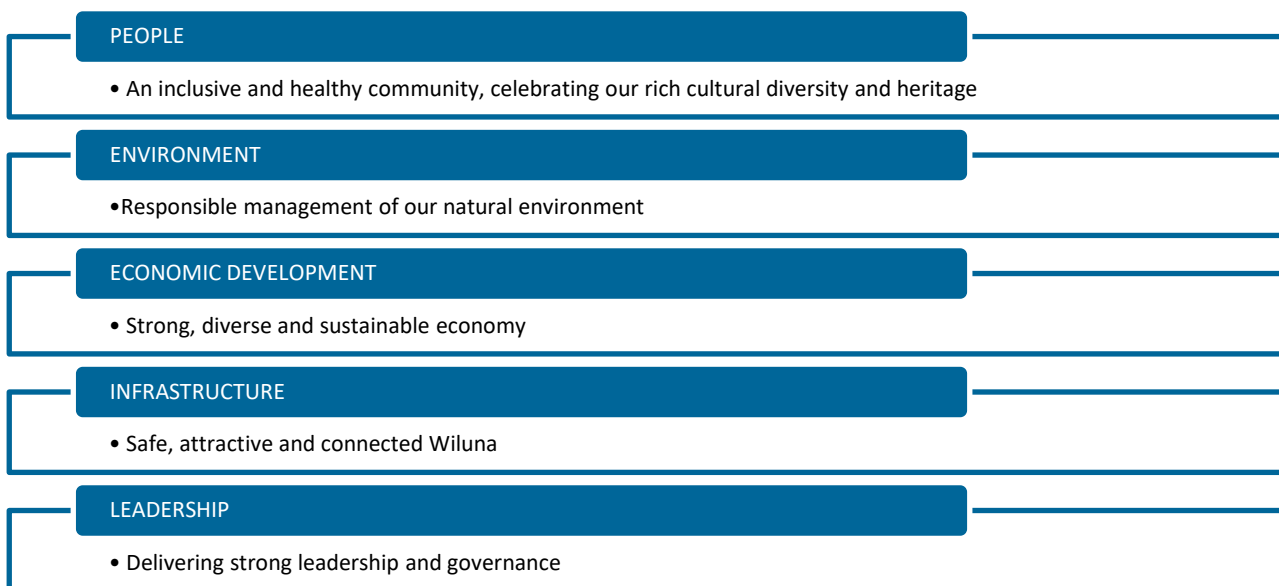 PEOPLE
• An inclusive and healthy community, celebrating our rich cultural diversity and heritage
ENVIRONMENT
•Responsible management of our natural environment
ECONOMIC DEVELOPMENT
• Strong, diverse and sustainable economy
INFRASTRUCTURE
• Safe, attractive and connected Wiluna
LEADERSHIP
• Delivering strong leadership and governance